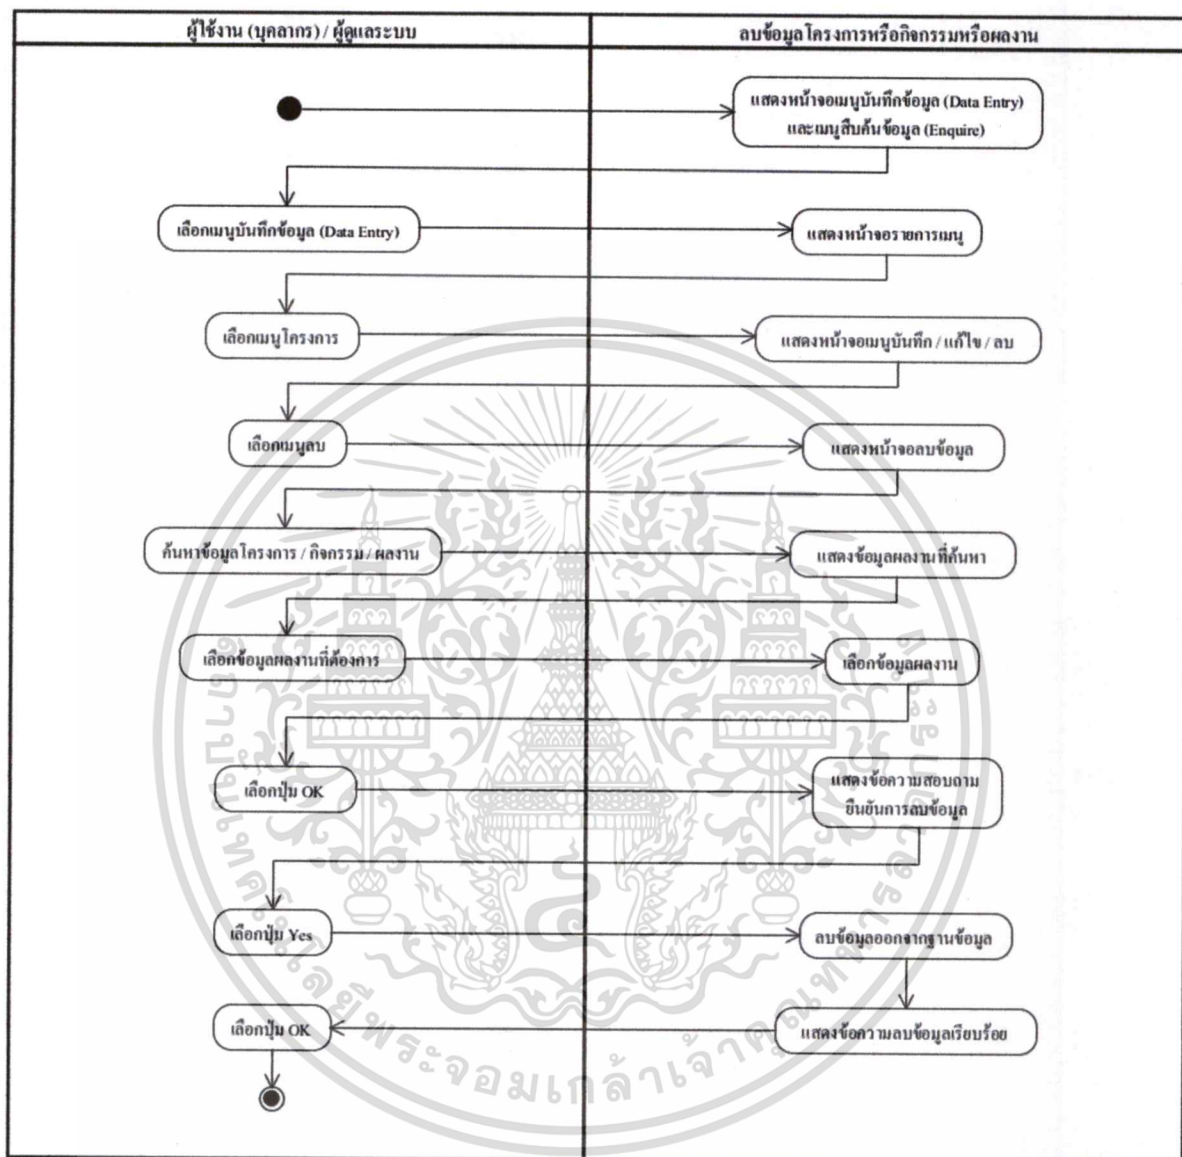 ผู้ใช้งาน (บุคลากร) / ผู้ดูแลระบบ
ลบข้อมูลโครงการหรือกิจกรรมหรือผลงาน
แสดงหน้าจอเมนูบันทึกข้อมูล (Data Entry)
และเมนูสืบค้นข้อมูล (Enquire)
เลือกเมนูบันทึกข้อมูล (Data Entry)
แสดงหน้าจอรายการเมนู
เลือกเมนูโครงการ
แสดงหน้าจอเมนูบันทึก / แก้ไข / ลบ
เลือกเมนูลบ
แสดงหน้าจอลบข้อมูล
ค้นหาข้อมูลโครงการ / กิจกรรม / ผลงาน
แสดงข้อมูลผลงานที่ค้นหา
เลือกข้อมูลผลงานที่ต้องการ
เลือกข้อมูลผลงาน
เลือกปุ่ม OK
แสดงข้อความสอบถาม
ยืนยันการลบข้อมูล
เลือกปุ่ม Yes
ลบข้อมูลออกจากฐานข้อมูล
เลือกปุ่ม OK
แสดงข้อความลบข้อมูลเรียบร้อย
สถาบันเทคโนโลยีพระจอมเกล้าเจ้าคุณทหารลาดกระบัง